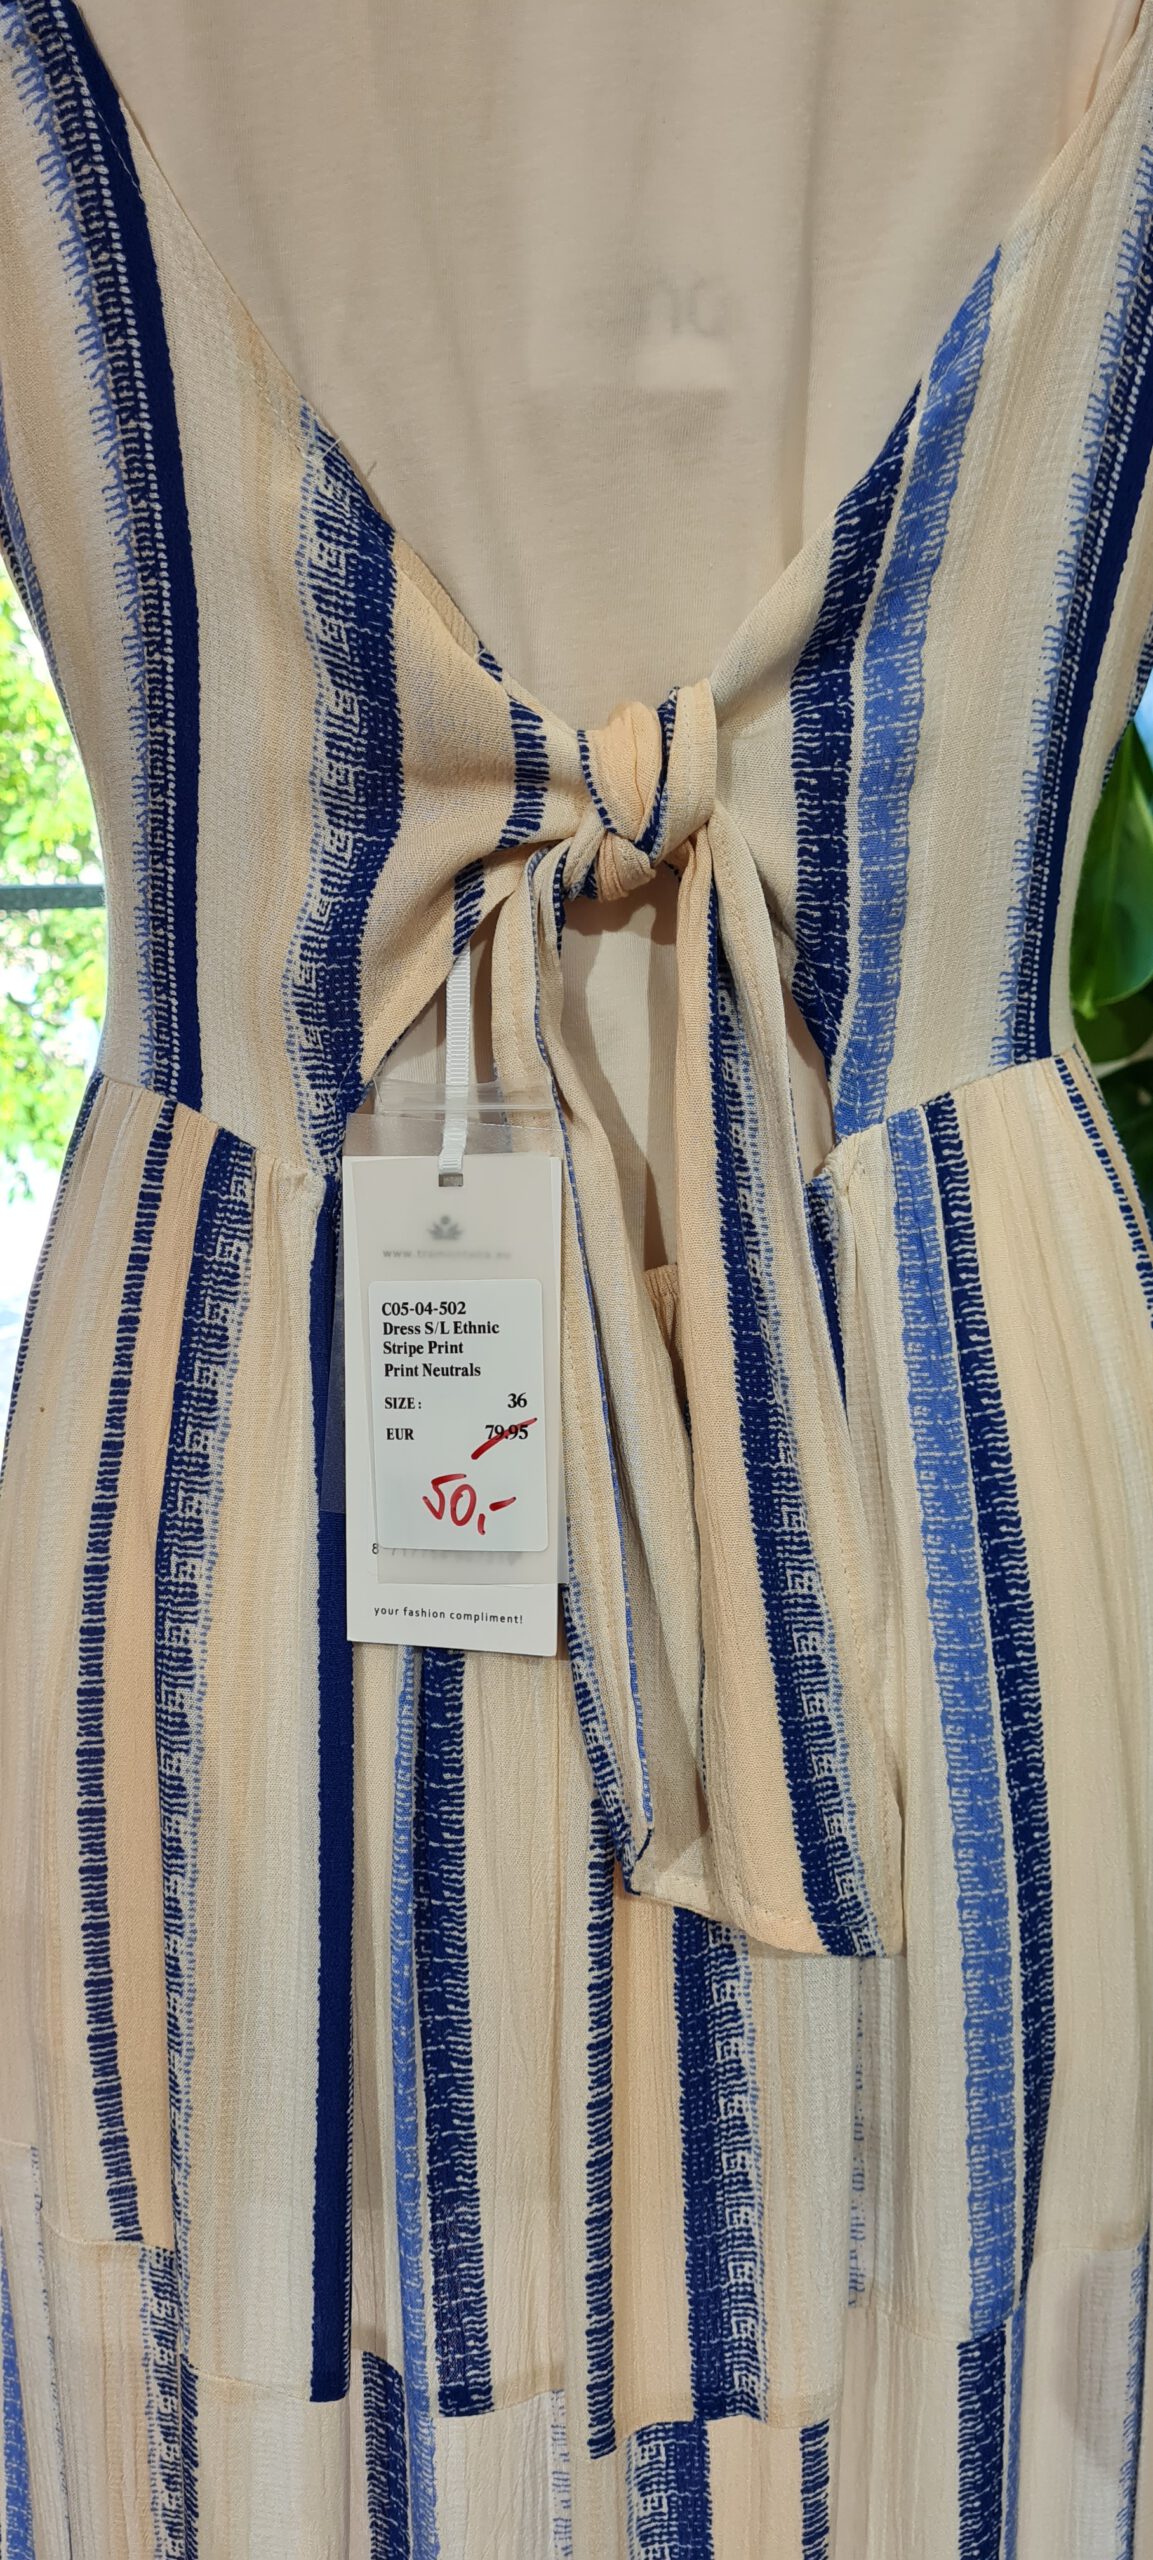 C05-04-502
Dress S/L Ethnic
Stripe Print
Print Neutrals
SIZE: 36
EUR 79.95
50,-
your fashion compliment!